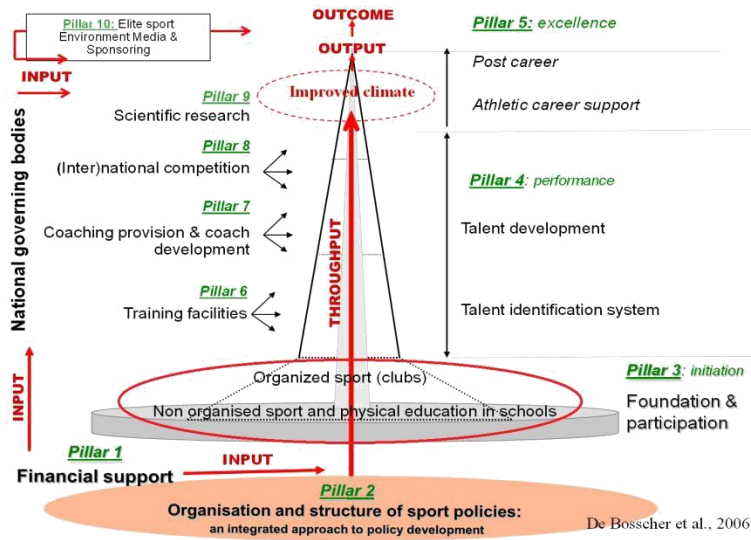 Pillar 10: Elite sport
Environment Media &
Sponsoring
INPUT
OUTCOME
OUTPUT
Improved climate
Pillar 5: excellence
Post career
Athletic career support
Pillar 9
Scientific research
Pillar 8
(Inter)national competition
Pillar 7
Coaching provision & coach
development
Pillar 6
Training facilities
National governing bodies
INPUT
THROUGHPUT
Pillar 4: performance
Talent development
Talent identification system
Pillar 3: initiation
Foundation &
participation
Organized sport (clubs)
Non organised sport and physical education in schools
Pillar 1
Financial support
INPUT
Pillar 2
Organisation and structure of sport policies:
an integrated approach to policy development
De Bosscher et al., 2006